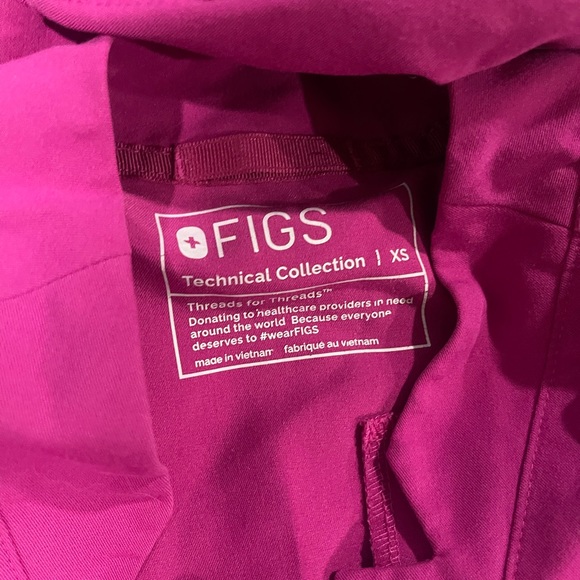 FIGS
Technical Collection | XS
Threads for Threads™
Donating to healthcare providers in need
around the world Because everyone
deserves to #wearFIGS
made in vietnam fabriqué au vietnam